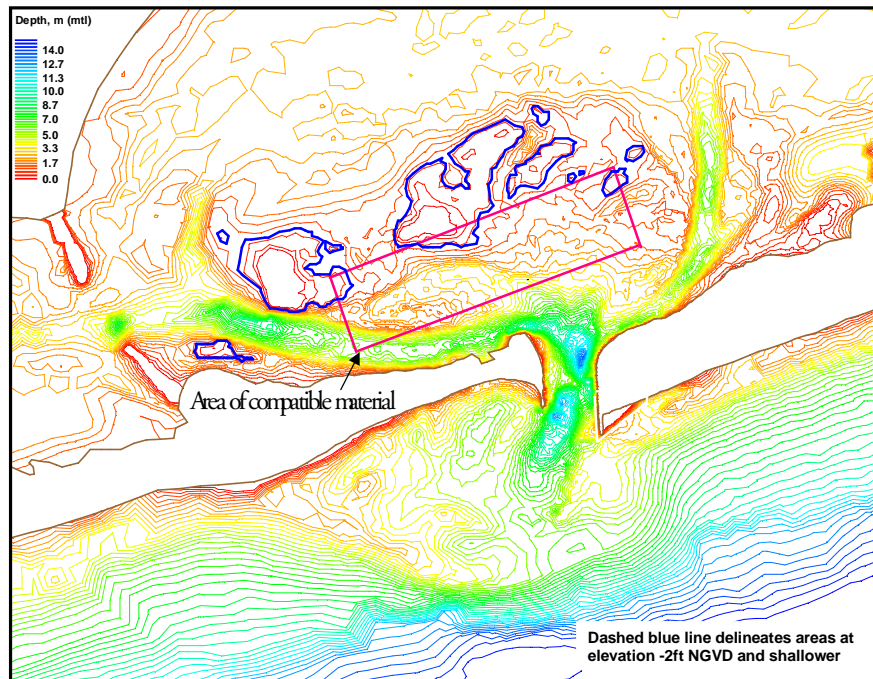 Depth, m (mtl)
14.0
12.7
11.3
10.0
8.7
7.0
5.0
3.3
1.7
0.0
Area of compatible material
Dashed blue line delineates areas at
elevation -2ft NGVD and shallower